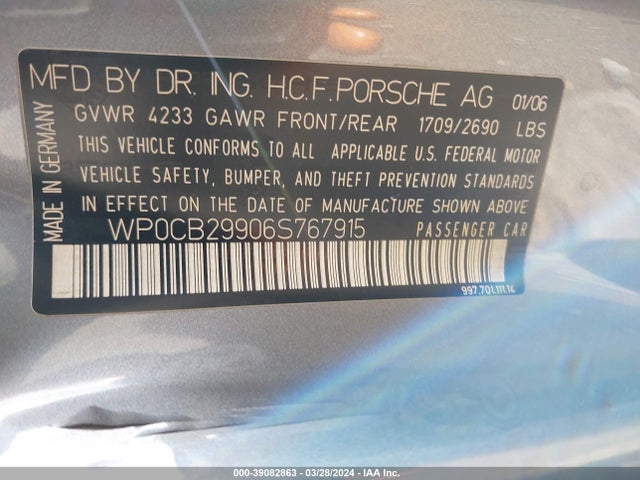 MFD BY DR. ING. H.C.F. PORSCHE AG 01/06
GVWR 4233 GAWR FRONT/REAR 1709/2690 LBS
THIS VEHICLE CONFORMS TO ALL APPLICABLE U.S. FEDERAL MOTOR
VEHICLE SAFETY, BUMPER, AND THEFT PREVENTION STANDARDS
IN EFFECT ON THE DATE OF MANUFACTURE SHOWN ABOVE
WP0CB29906S767915 PASSENGER CAR
997.701.111.14
MADE IN GERMANY
000-39082863 - 03/28/2024 - IAA Inc.